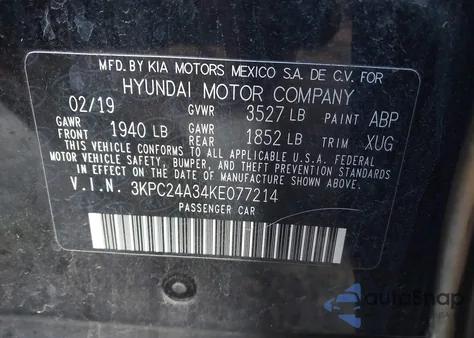 MFD. BY KIA MOTORS MEXICO S.A. DE C.V. FOR
HYUNDAI MOTOR COMPANY
02/19 GVWR 3527 LB PAINT ABP
GAWR FRONT 1940 LB GAWR REAR 1852 LB TRIM XUG
THIS VEHICLE CONFORMS TO ALL APPLICABLE U.S.A. FEDERAL
MOTOR VEHICLE SAFETY, BUMPER, AND THEFT PREVENTION STANDARDS
IN EFFECT ON THE DATE OF MANUFACTURE SHOWN ABOVE.
V.I.N. 3KPC24A34KE077214
PASSENGER CAR
autoSnap